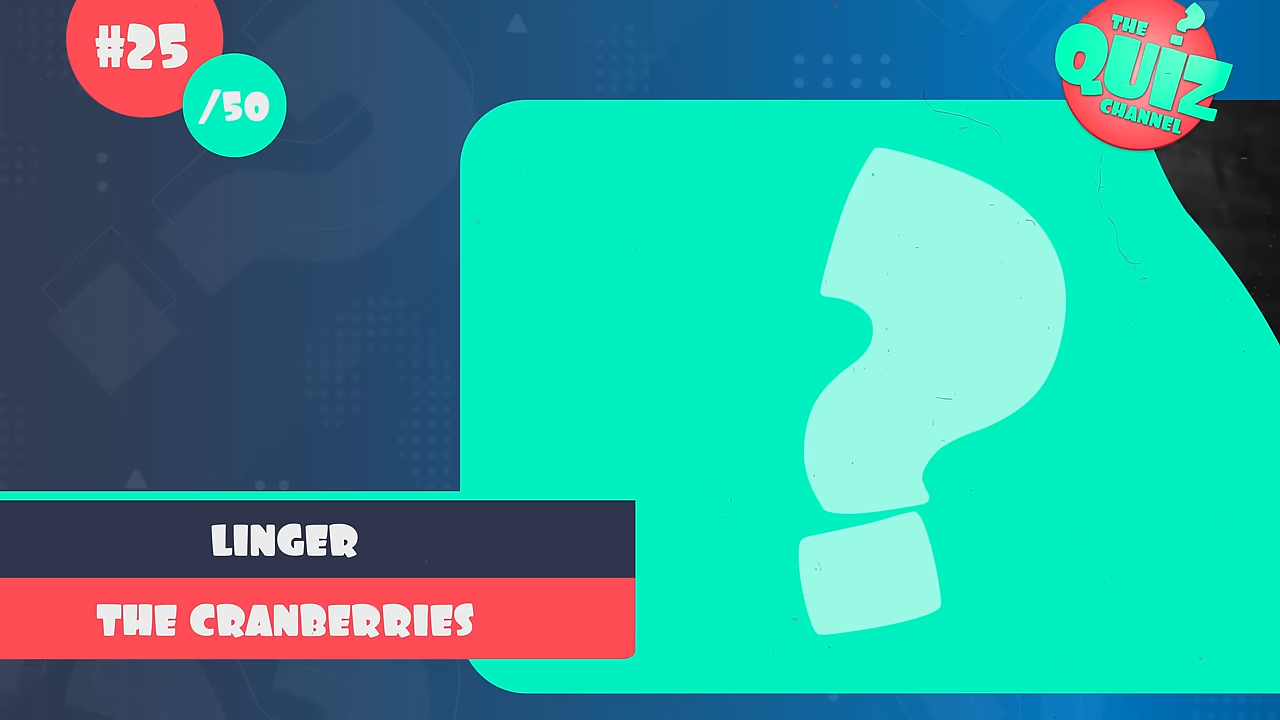 #25
/50
THE
QUIZ
CHANNEL
LINGER
THE CRANBERRIES